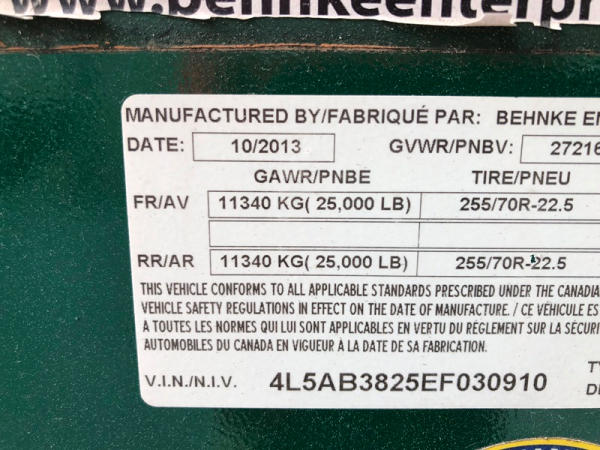 www.behnkeenterpr
MANUFACTURED BY/FABRIQUÉ PAR: BEHNKE EN
DATE: 10/2013 GVWR/PNBV: 27216
GAWR/PNBE TIRE/PNEU
FR/AV 11340 KG( 25,000 LB) 255/70R-22.5
RR/AR 11340 KG( 25,000 LB) 255/70R-22.5
THIS VEHICLE CONFORMS TO ALL APPLICABLE STANDARDS PRESCRIBED UNDER THE CANADIA
VEHICLE SAFETY REGULATIONS IN EFFECT ON THE DATE OF MANUFACTURE. / CE VÉHICULE ES
À TOUTES LES NORMES QUI LUI SONT APPLICABLES EN VERTU DU RÈGLEMENT SUR LA SÉCURI
AUTOMOBILES DU CANADA EN VIGUEUR À LA DATE DE SA FABRICATION.
V.I.N./N.I.V. 4L5AB3825EF030910